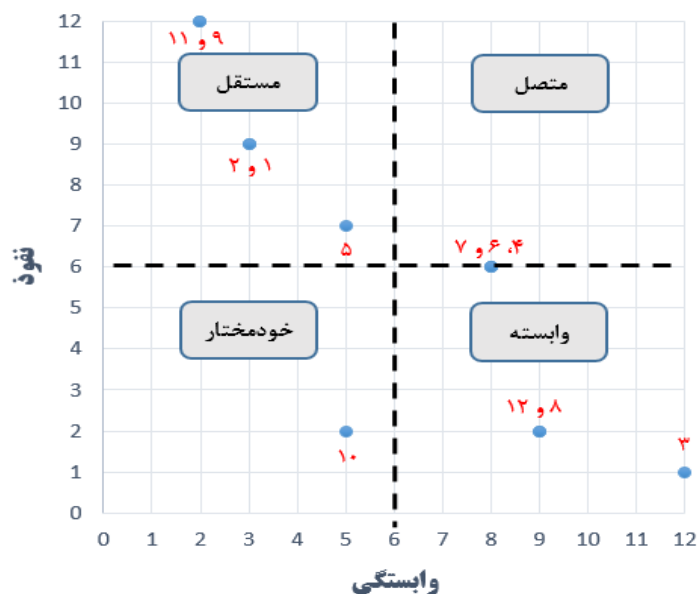 12
۹ و ۱۱
11
مستقل
متصل
10
9
۱ و ۲
8
7
۵
۴، ۶ و ۷
6
نفوذ
5
خودمختار
وابسته
4
3
۸ و ۱۲
2
۱۰
۳
1
0
0 1 2 3 4 5 6 7 8 9 10 11 12
وابستگی